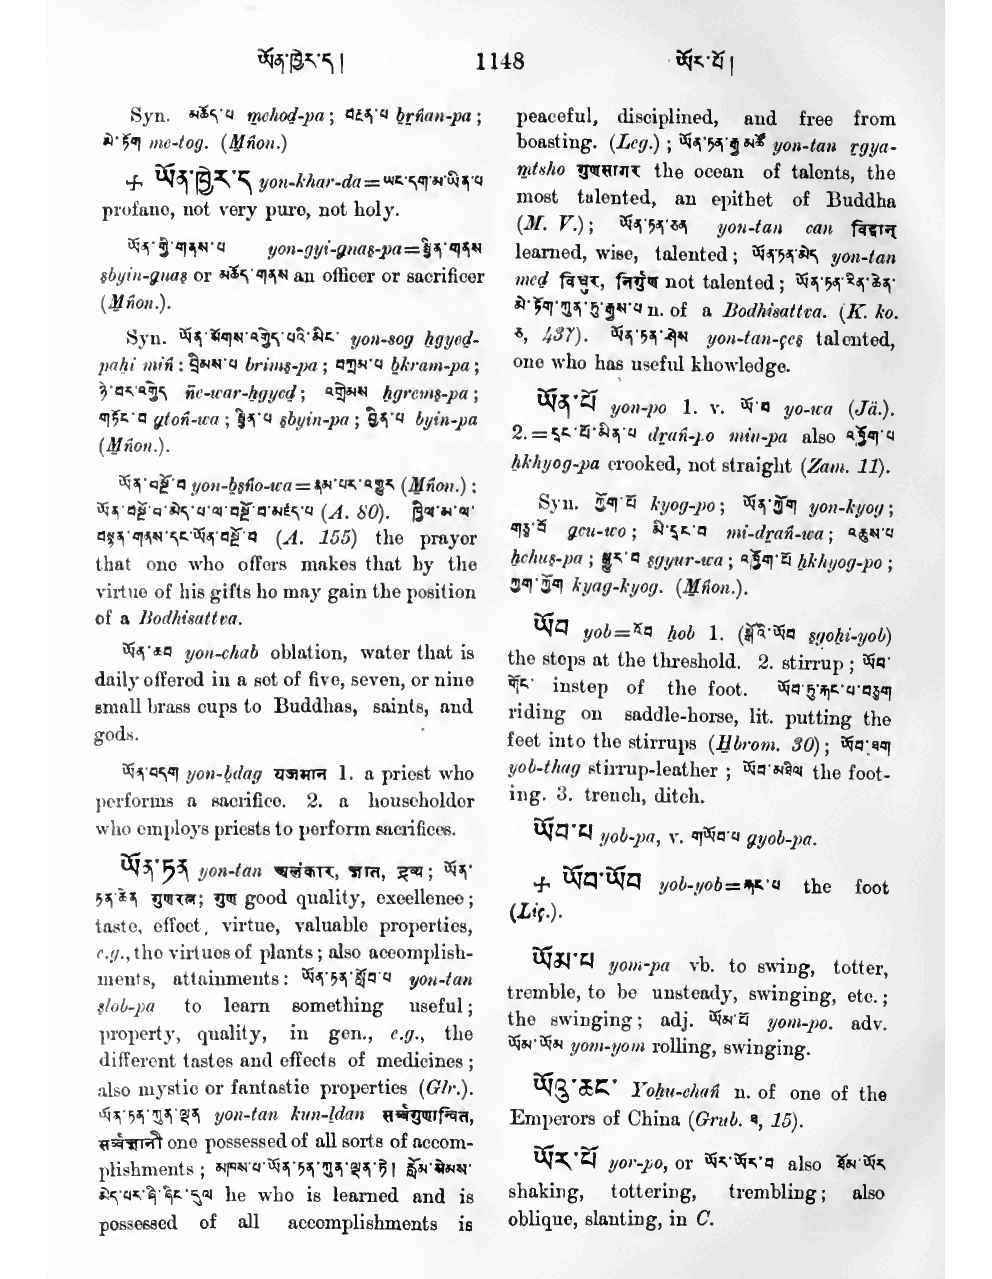 ཡོན་ཁྱེར་ད། 1148 ཡོར་པོ།
Syn. མཆོད་པ mchod-pa; བརྙན་པ brñan-pa;
མེ་ཏོག me-tog. (Mñon.)
+ ཡོན་ཁྱེར་ད yon-khar-da=ཡང་དག་མ་ཡིན་པ
profane, not very pure, not holy.
ཡོན་གྱི་གནས་པ yon-gyi-gnas-pa=སྦྱིན་གནས
sbyin-gnas or མཆོད་གནས an officer or sacrificer
(Mñon.).
Syn. ཡོན་སོགས་འགྱེད་པའི་མིང་ yon-sog hgyed-
pahi miñ; བྲིམས་པ brims-pa; བཀྲམ་པ bkram-pa;
ཉེ་བར་འགྱེད ñe-war-hgyed; འགྲེམས hgrems-pa;
གཏོང་བ gtoñ-wa; སྦྱིན་པ sbyin-pa; བྱིན་པ byin-pa
(Mñon.).
ཡོན་བསྔོ་བ yon-bsño-wa=ནམ་པར་འགྱུར (Mñon.):
ཡོན་བསྔོ་བ་མེད་པ་ལ་བསྔོ་བ་མཛད་པ (A. 80). ཁྲིལ་མ་ལ་
བསྟན་གནས་དང་ཡོན་བསྔོ་བ (A. 155) the prayer
that one who offers makes that by the
virtue of his gifts he may gain the position
of a Bodhisattva.
ཡོན་ཆབ yon-chab oblation, water that is
daily offered in a set of five, seven, or nine
small brass cups to Buddhas, saints, and
gods.
ཡོན་བདག yon-bdag यजमान 1. a priest who
performs a sacrifice. 2. a householder
who employs priests to perform sacrifices.
ཡོན་ཏན yon-tan अलंकार, ज्ञात, द्रव्य; ཡོན་
ཏན་ཆེན गुणरत्न; गुण good quality, excellence;
taste, effect, virtue, valuable properties,
e.g., the virtues of plants; also accomplish-
ments, attainments: ཡོན་ཏན་སློབ་པ yon-tan
slob-pa to learn something useful;
property, quality, in gen., e.g., the
different tastes and effects of medicines;
also mystic or fantastic properties (Glr.).
ཡོན་ཏན་ཀུན་ལྡན yon-tan kun-ldan सर्व्वगुणान्वित,
सर्व्वज्ञानी one possessed of all sorts of accom-
plishments; མཁས་པ་ཡོན་ཏན་ཀུན་ལྡན་ཏེ། རློམ་སེམས་
མེད་པར་ཞི་ཞིང་དུལ he who is learned and is
possessed of all accomplishments is
peaceful, disciplined, and free from
boasting. (Leg.); ཡོན་ཏན་རྒྱ་མཚོ yon-tan rgya-
mtsho गुणसागर the ocean of talents, the
most talented, an epithet of Buddha
(M. V.); ཡོན་ཏན་ཅན yon-tan can विद्वान्
learned, wise, talented; ཡོན་ཏན་མེད yon-tan
med विधुर, निर्गुण not talented; ཡོན་ཏན་རིན་ཆེན་
མེ་ཏོག་ཀུན་ཏུ་རྒྱས་པ n. of a Bodhisattva. (K. ko.
ཅ, 437). ཡོན་ཏན་ཤེས yon-tan-çes talented,
one who has useful khowledge.
ཡོན་པོ yon-po 1. v. ཡོ་བ yo-wa (Jä.).
2.=དྲང་པོ་མིན་པ drañ-po min-pa also འཁྱོག་པ
hkhyog-pa crooked, not straight (Zam. 11).
Syn. ཀྱོག་པོ kyog-po; ཡོན་ཀྱོག yon-kyog;
གཅུ་བོ gcu-wo; མི་དྲང་བ mi-drañ-wa; འཆུས་པ
hchus-pa; སྒྱུར་བ sgyur-wa; འཁྱོག་པོ hkhyog-po;
ཀྱག་ཀྱོག kyag-kyog. (Mñon.).
ཡོབ yob=འོབ hob 1. (སྒོའི་ཡོབ sgohi-yob)
the steps at the threshold. 2. stirrup; ཡོབ་
གོང་ instep of the foot. ཡོབ་ཏུ་རྐང་པ་བཅུག
riding on saddle-horse, lit. putting the
feet into the stirrups (Hbrom. 30); ཡོབ་ཐག
yob-thag stirrup-leather; ཡོབ་མཐིལ the foot-
ing. 3. trench, ditch.
ཡོབ་པ yob-pa, v. གཡོབ་པ gyob-pa.
+ ཡོབ་ཡོབ yob-yob=རྐང་པ the foot
(Liç.).
ཡོམ་པ yom-pa vb. to swing, totter,
tremble, to be unsteady, swinging, etc.;
the swinging; adj. ཡོམ་པོ yom-po. adv.
ཡོམ་ཡོམ yom-yom rolling, swinging.
ཡོའུ་ཆང་ Yohu-chañ n. of one of the
Emperors of China (Grub. ཤ, 15).
ཡོར་པོ yor-po, or ཡོར་ཡོར་བ also ཐོམ་ཡོར
shaking, tottering, trembling; also
oblique, slanting, in C.